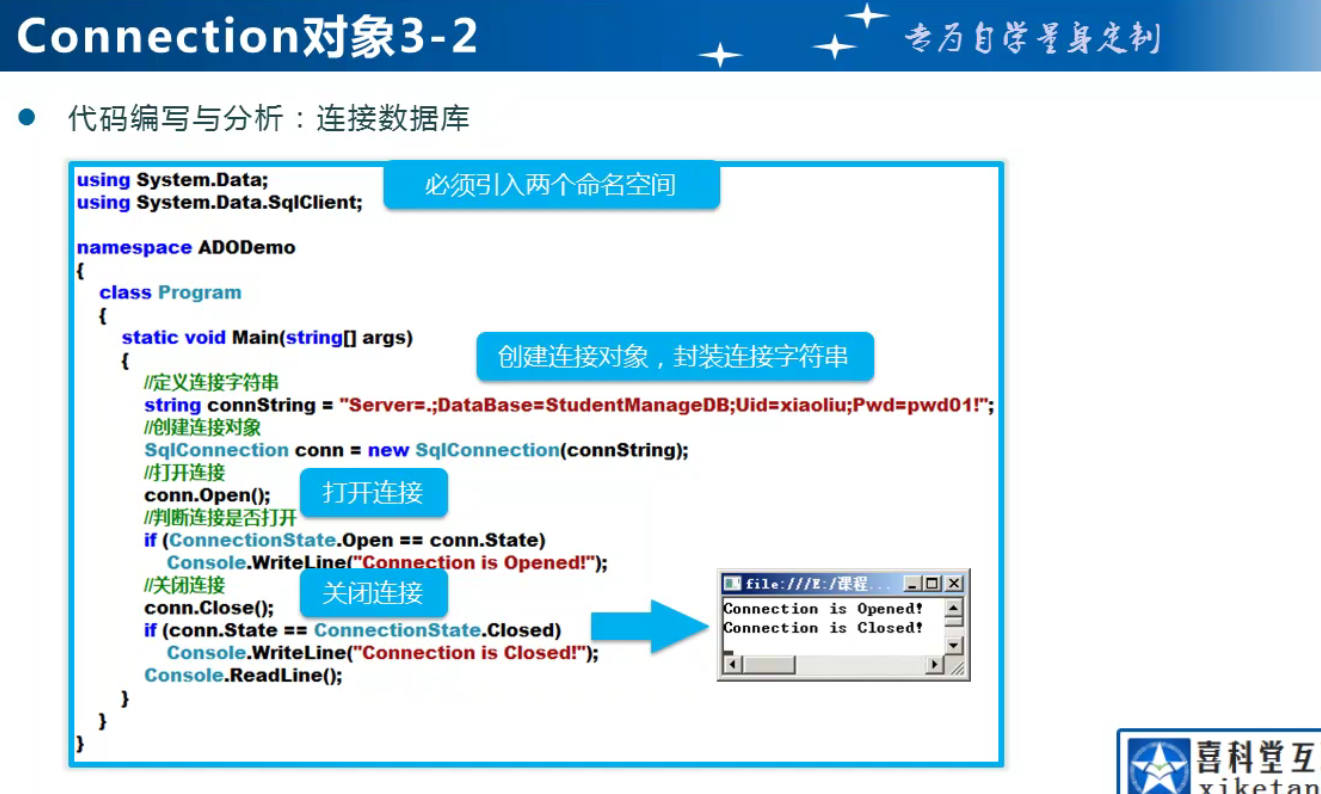 Connection对象3-2
专为自学量身定制
代码编写与分析：连接数据库
using System.Data;
using System.Data.SqlClient;
必须引入两个命名空间
namespace ADODemo
{
class Program
{
static void Main(string[] args)
{
创建连接对象，封装连接字符串
//定义连接字符串
string connString = "Server=.;DataBase=StudentManageDB;Uid=xiaoliu;Pwd=pwd01!";
//创建连接对象
SqlConnection conn = new SqlConnection(connString);
//打开连接
conn.Open();
打开连接
//判断连接是否打开
if (ConnectionState.Open == conn.State)
Console.WriteLine("Connection is Opened!");
//关闭连接
关闭连接
conn.Close();
if (conn.State == ConnectionState.Closed)
Console.WriteLine("Connection is Closed!");
Console.ReadLine();
}
}
}
file:///E:/课程...
Connection is Opened!
Connection is Closed!
喜科堂互
xiketan